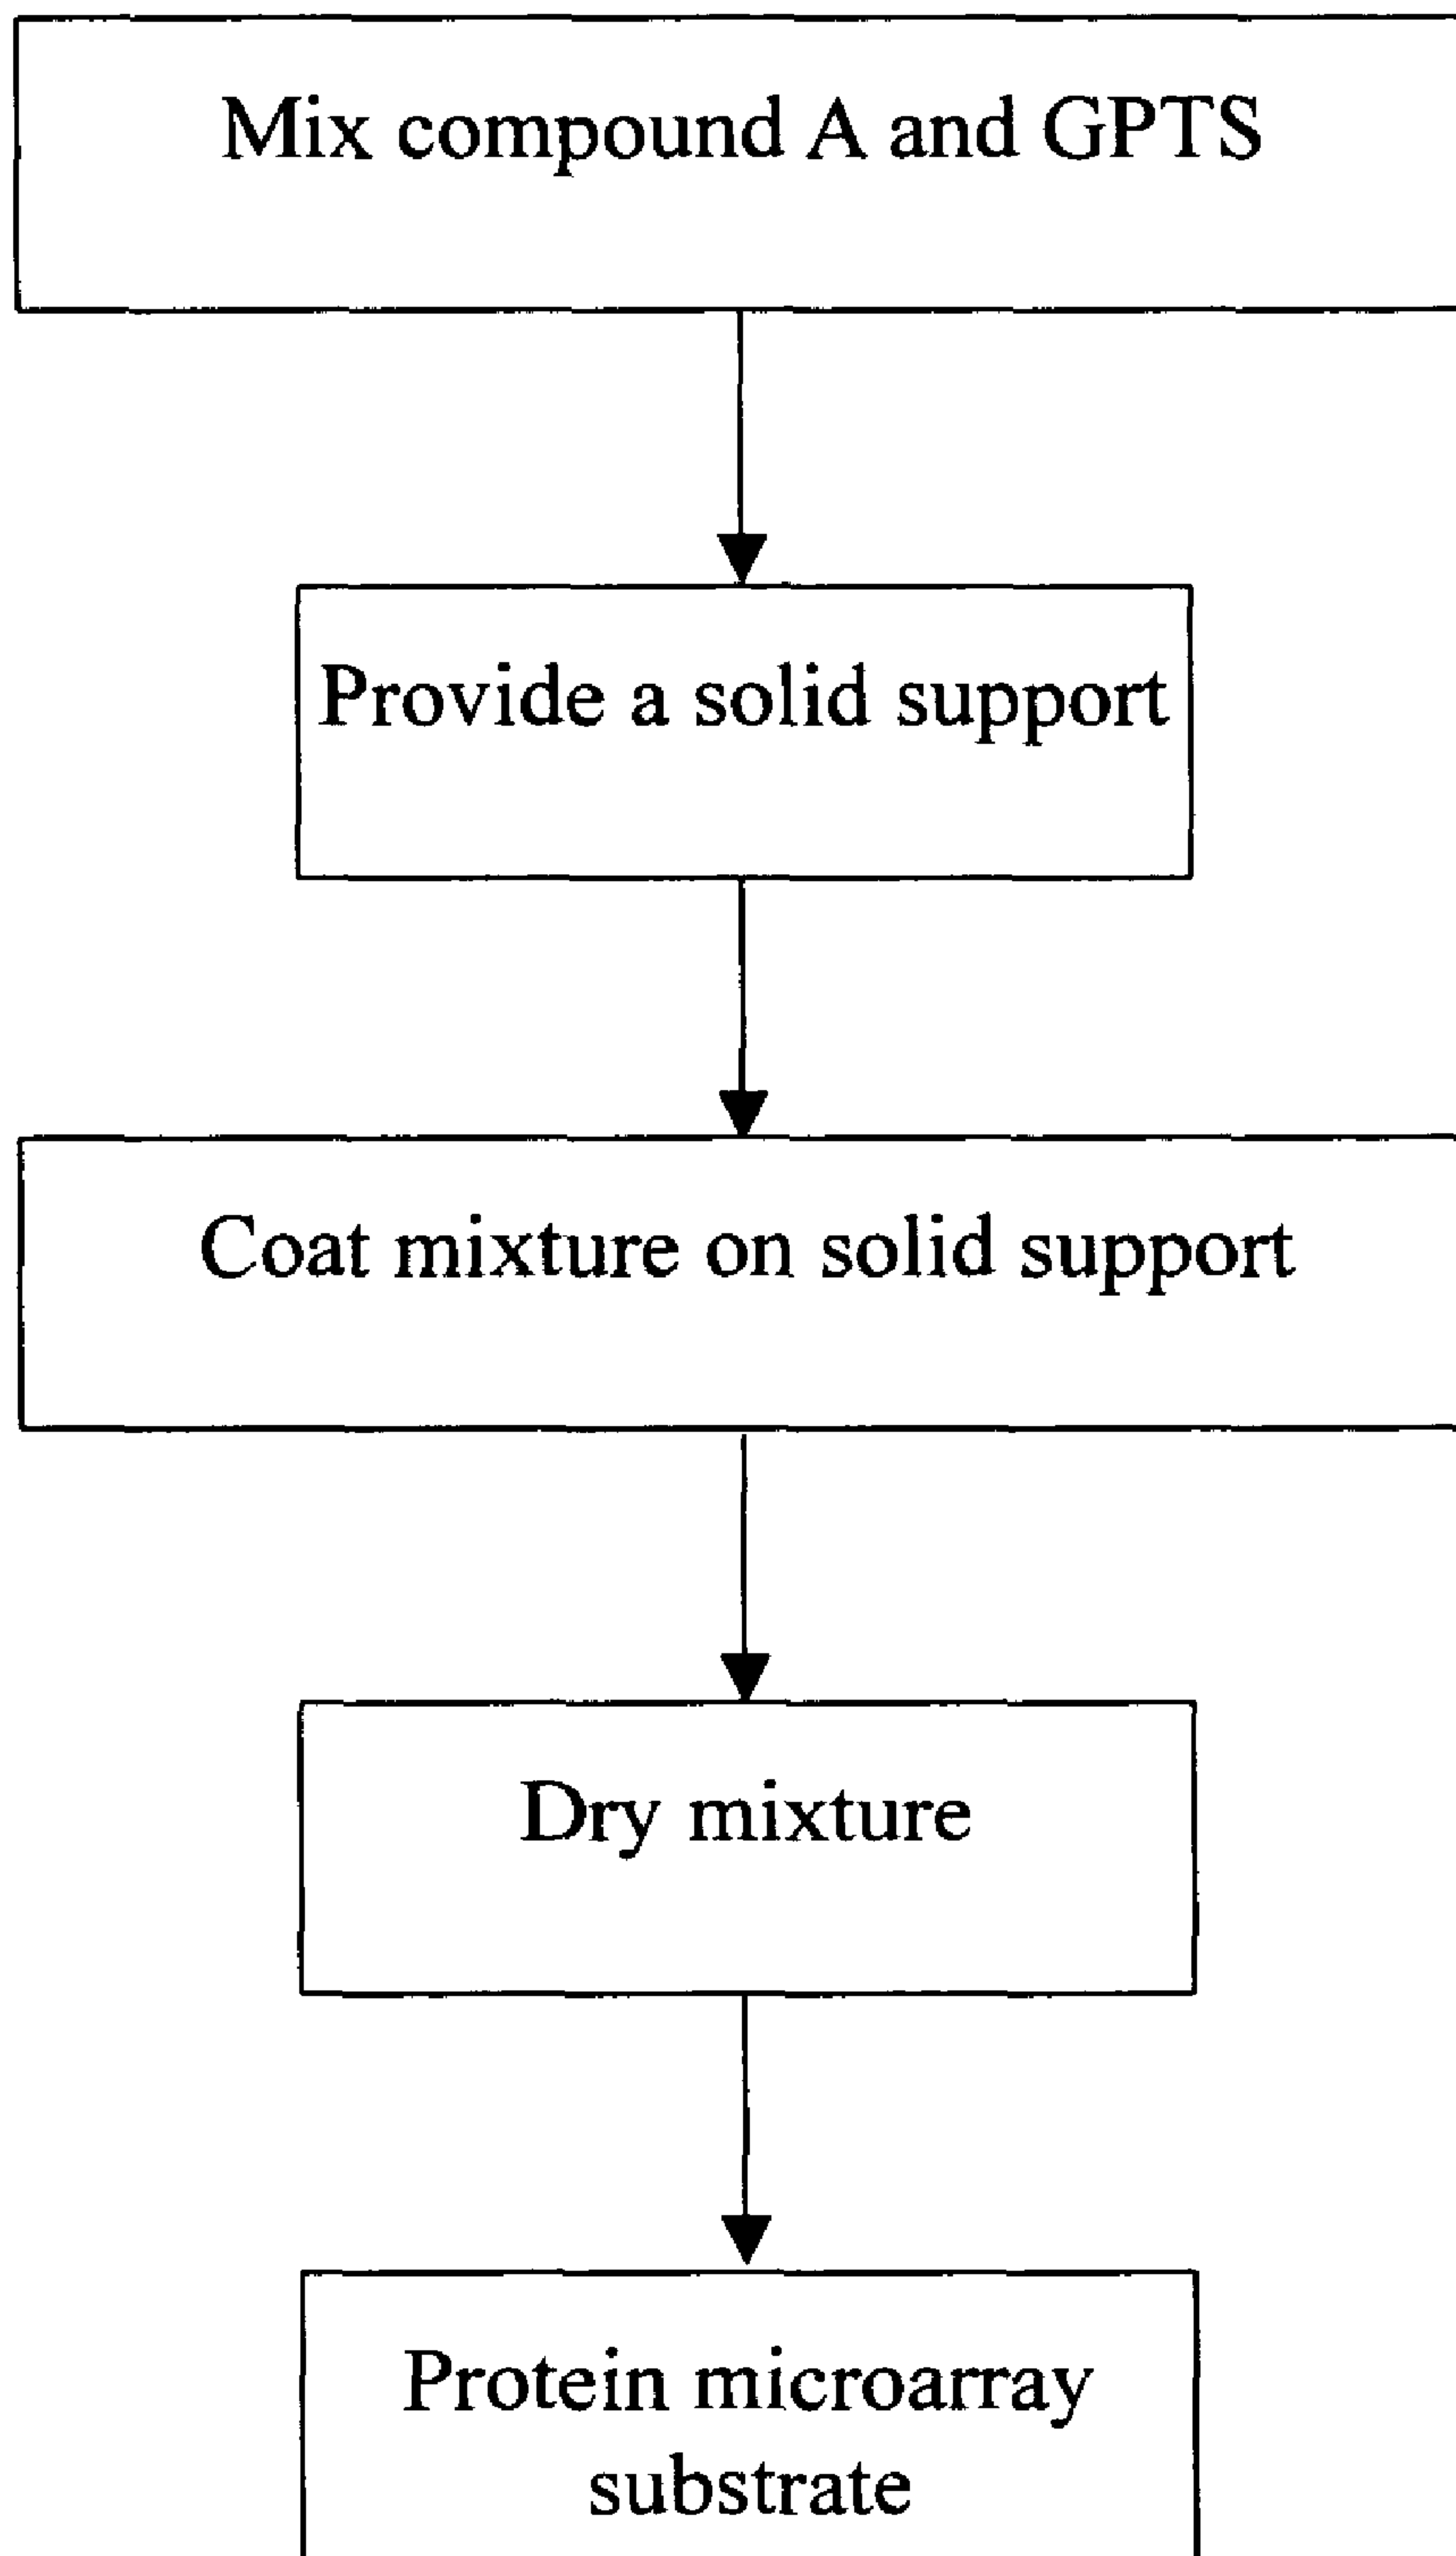 Mix compound A and GPTS
Provide a solid support
Coat mixture on solid support
Dry mixture
Protein microarray
substrate